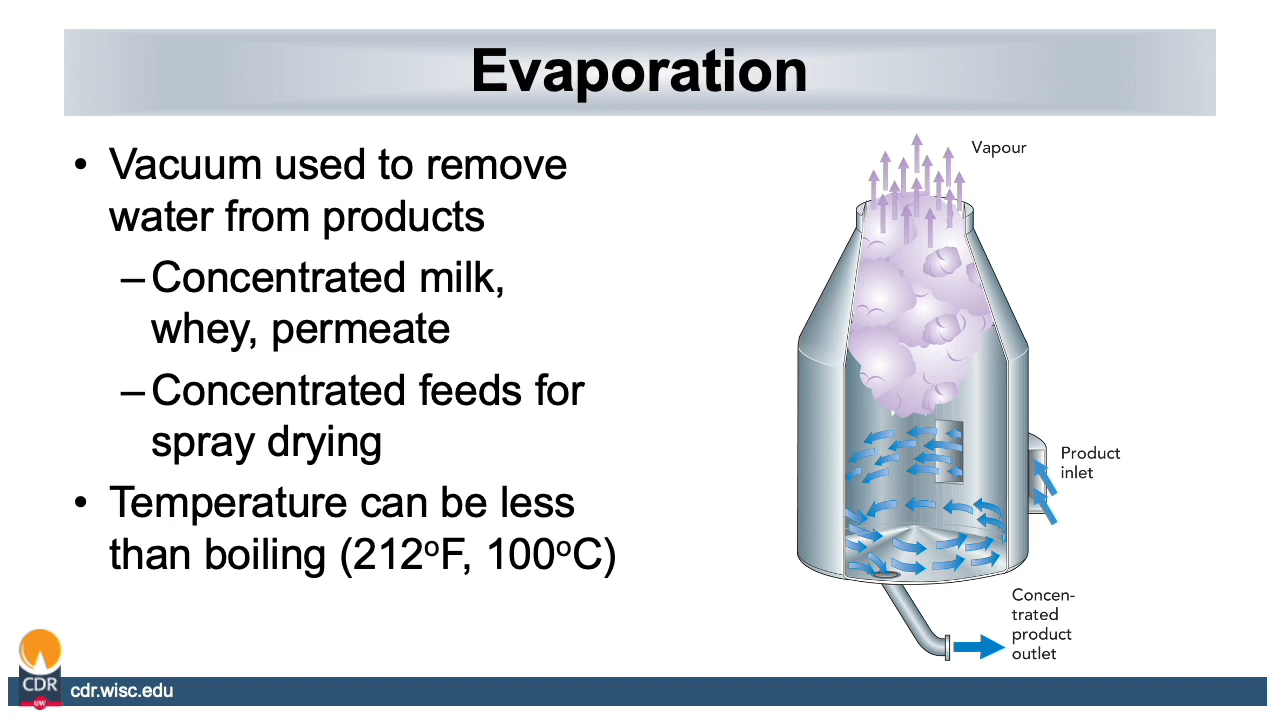 Evaporation
• Vacuum used to remove
water from products
–Concentrated milk,
whey, permeate
–Concentrated feeds for
spray drying
• Temperature can be less
than boiling (212ºF, 100ºC)
Vapour
Product
inlet
Concen-
trated
product
outlet
CDR
UW
cdr.wisc.edu